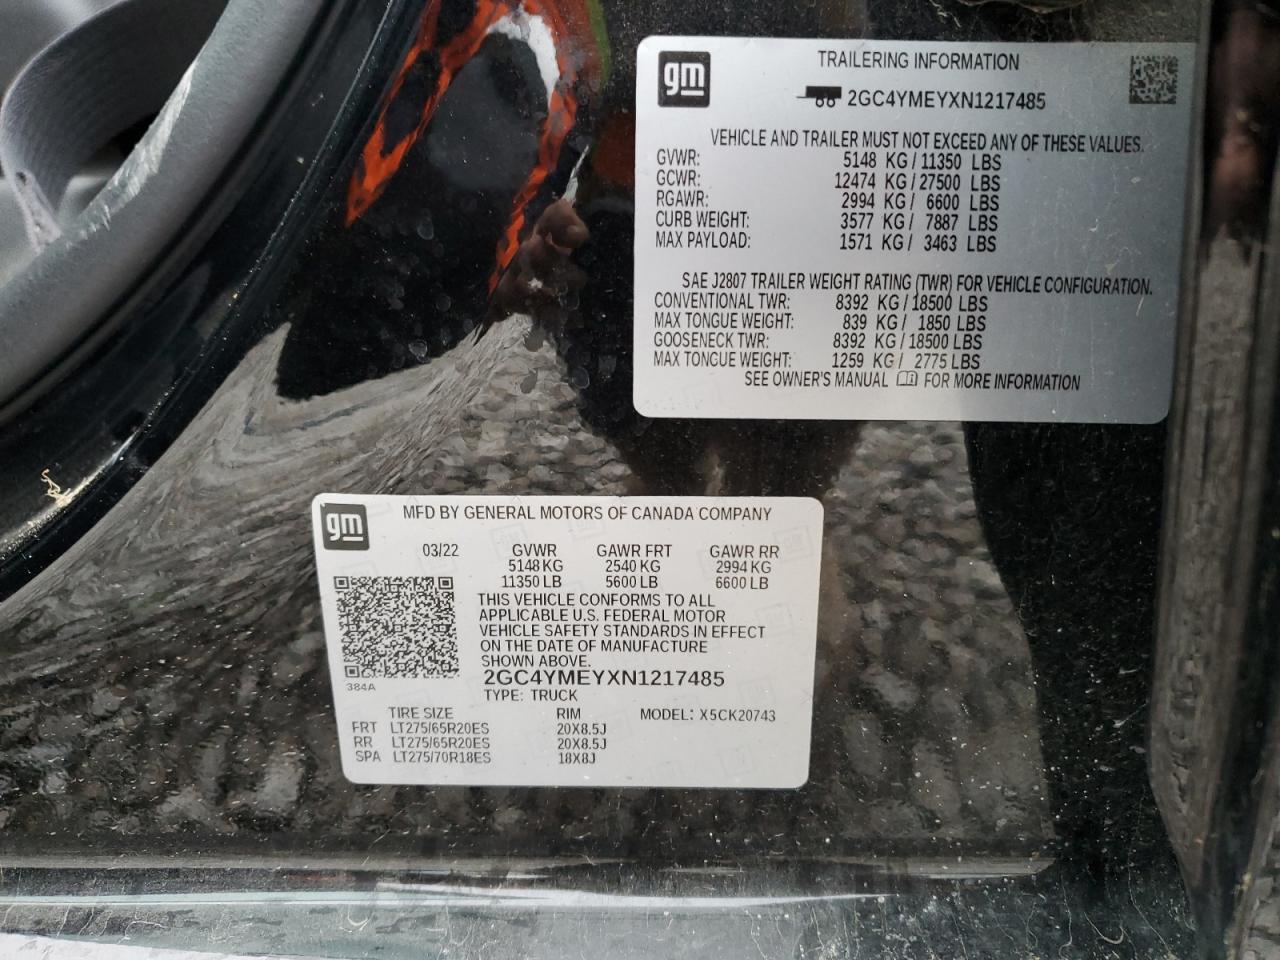 gm
TRAILERING INFORMATION
2GC4YMEYXN1217485
VEHICLE AND TRAILER MUST NOT EXCEED ANY OF THESE VALUES.
GVWR: 5148 KG/11350 LBS
GCWR: 12474 KG/27500 LBS
RGAWR: 2994 KG/ 6600 LBS
CURB WEIGHT: 3577 KG/ 7887 LBS
MAX PAYLOAD: 1571 KG/ 3463 LBS
SAE J2807 TRAILER WEIGHT RATING (TWR) FOR VEHICLE CONFIGURATION.
CONVENTIONAL TWR: 8392 KG/18500 LBS
MAX TONGUE WEIGHT: 839 KG/ 1850 LBS
GOOSENECK TWR: 8392 KG/18500 LBS
MAX TONGUE WEIGHT: 1259 KG/ 2775 LBS
SEE OWNER'S MANUAL FOR MORE INFORMATION
gm
MFD BY GENERAL MOTORS OF CANADA COMPANY
03/22 GVWR GAWR FRT GAWR RR
5148 KG 2540 KG 2994 KG
11350 LB 5600 LB 6600 LB
THIS VEHICLE CONFORMS TO ALL
APPLICABLE U.S. FEDERAL MOTOR
VEHICLE SAFETY STANDARDS IN EFFECT
ON THE DATE OF MANUFACTURE
SHOWN ABOVE.
2GC4YMEYXN1217485
384A
TYPE: TRUCK
TIRE SIZE RIM MODEL: X5CK20743
FRT LT275/65R20ES 20X8.5J
RR LT275/65R20ES 20X8.5J
SPA LT275/70R18ES 18X8J